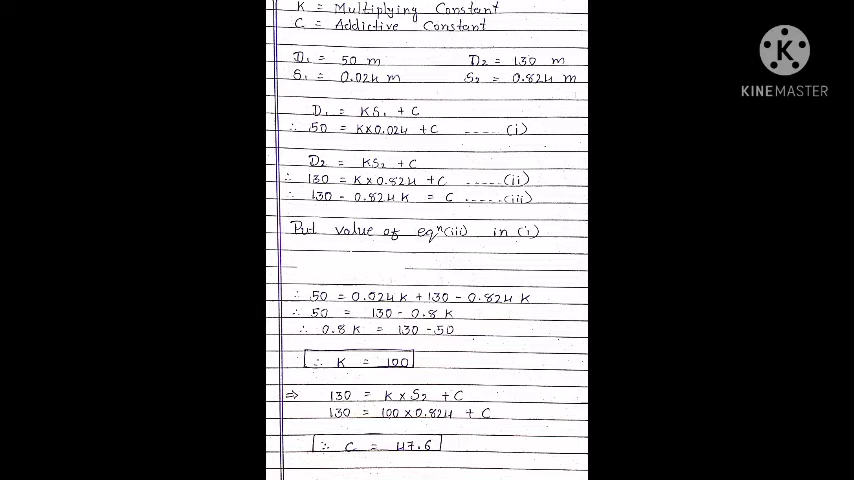 K = Multiplying Constant
C = Addictive Constant
D₁ = 50 m D₂ = 130 m
S₁ = 0.024 m S₂ = 0.824 m
D₁ = KS₁ + C
∴ 50 = K×0.024 + C ----- (i)
D₂ = KS₂ + C
∴ 130 = K×0.824 + C ----- (ii)
∴ 130 - 0.824 K = C ----- (iii)
Put value of eqⁿ(iii) in (i)
∴ 50 = 0.024 K + 130 - 0.824 K
∴ 50 = 130 - 0.8 K
∴ 0.8 K = 130 - 50
∴ K = 100
⇒ 130 = K × S₂ + C
130 = 100 × 0.824 + C
∴ C = 47.6
K
KINEMASTER